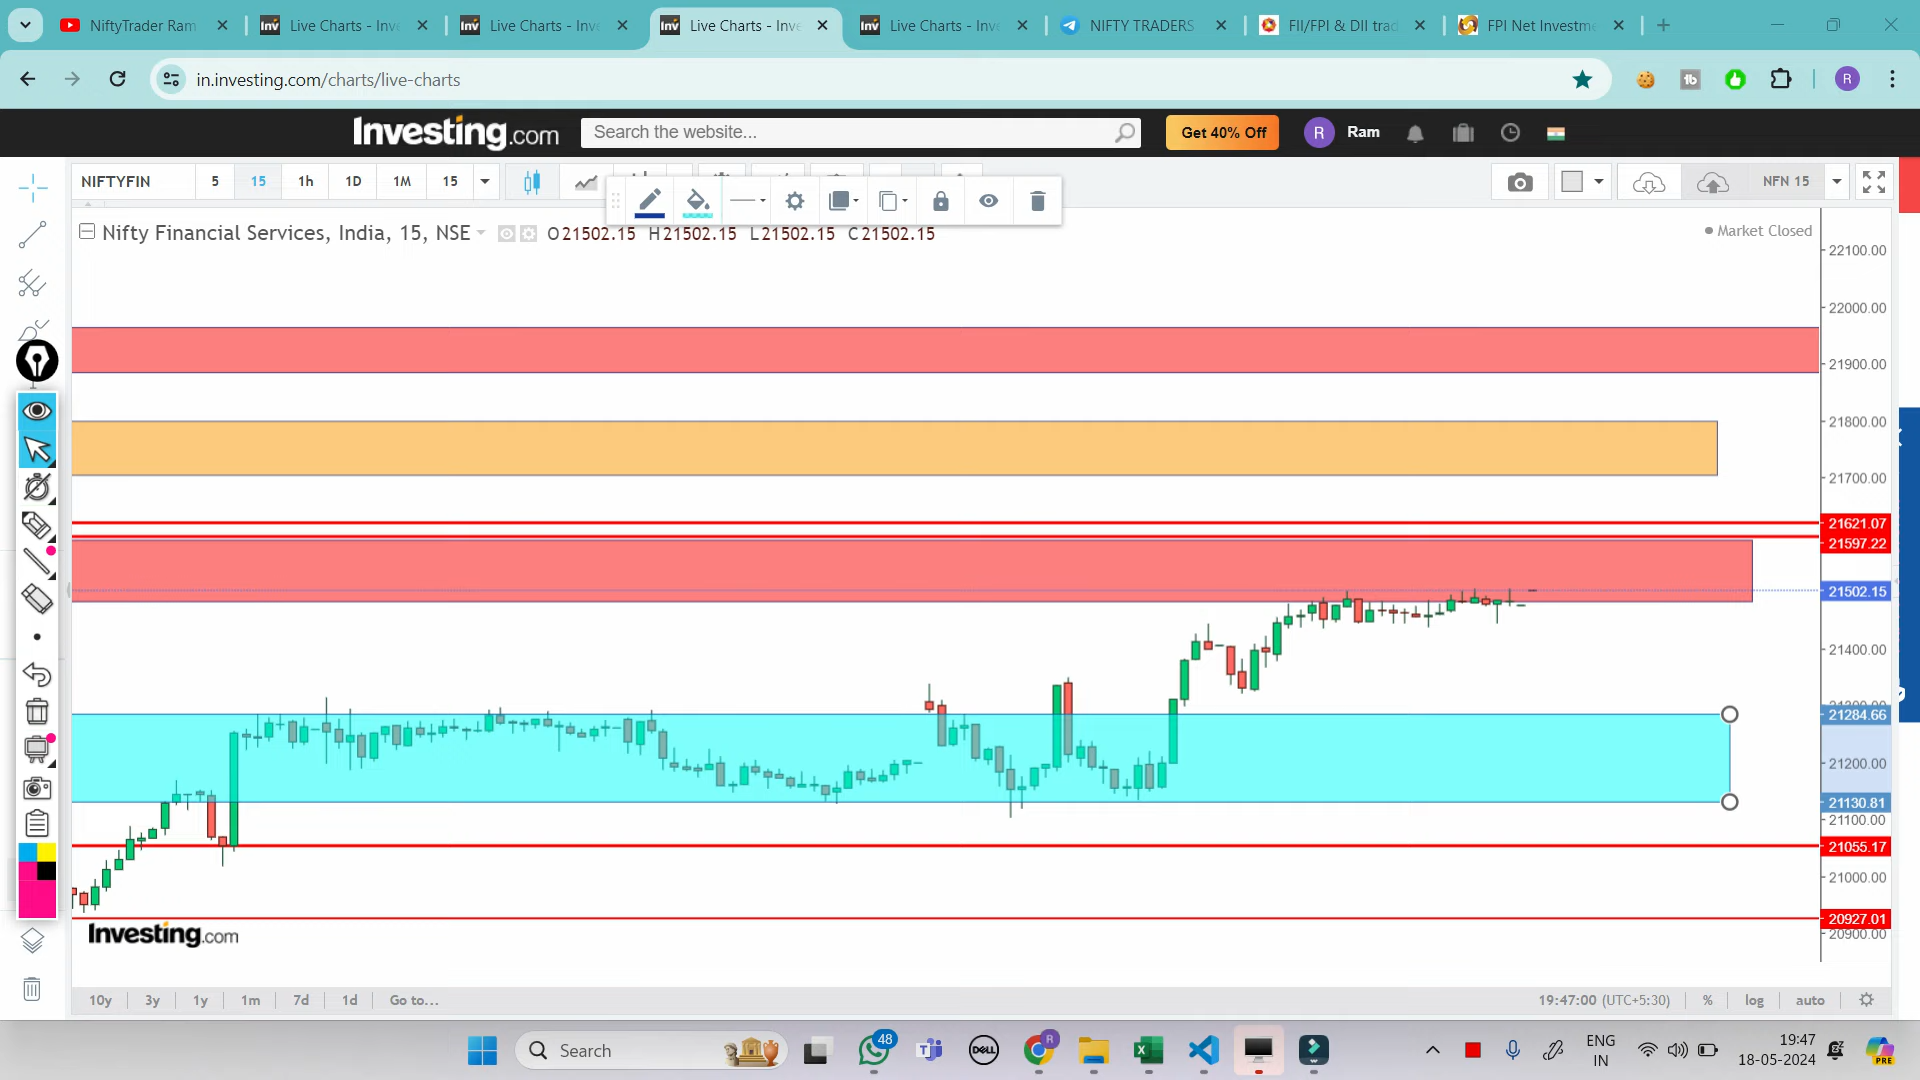 NiftyTrader Ram
Live Charts - Inve
Live Charts - Inve
Live Charts - Inve
Live Charts - Inve
NIFTY TRADERS
FII/FPI & DII trad
FPI Net Investme
in.investing.com/charts/live-charts
R
Investing.com
Search the website...
Get 40% Off
R
Ram
NIFTYFIN
5
15
1h
1D
1M
15
NFN 15
Nifty Financial Services, India, 15, NSE
O21502.15 H21502.15 L21502.15 C21502.15
Market Closed
22100.00
22000.00
21900.00
21800.00
21700.00
21621.07
21597.22
21502.15
21400.00
21284.66
21200.00
21130.81
21100.00
21055.17
21000.00
20927.01
20900.00
Investing.com
10y
3y
1y
1m
7d
1d
Go to...
19:47:00 (UTC+5:30)
%
log
auto
Search
48
DELL
R
ENG
IN
19:47
18-05-2024
PRE